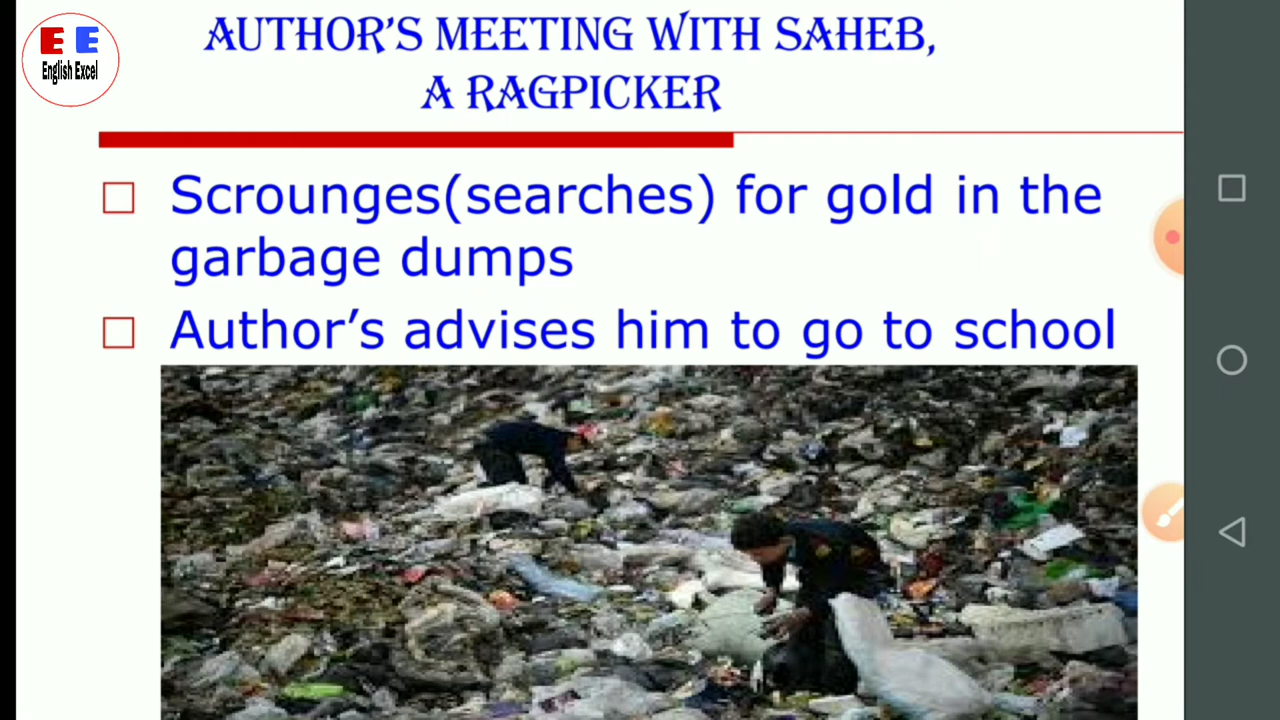 E E
English Excel
AUTHOR'S MEETING WITH SAHEB,
A RAGPICKER
Scrounges(searches) for gold in the
garbage dumps
Author's advises him to go to school